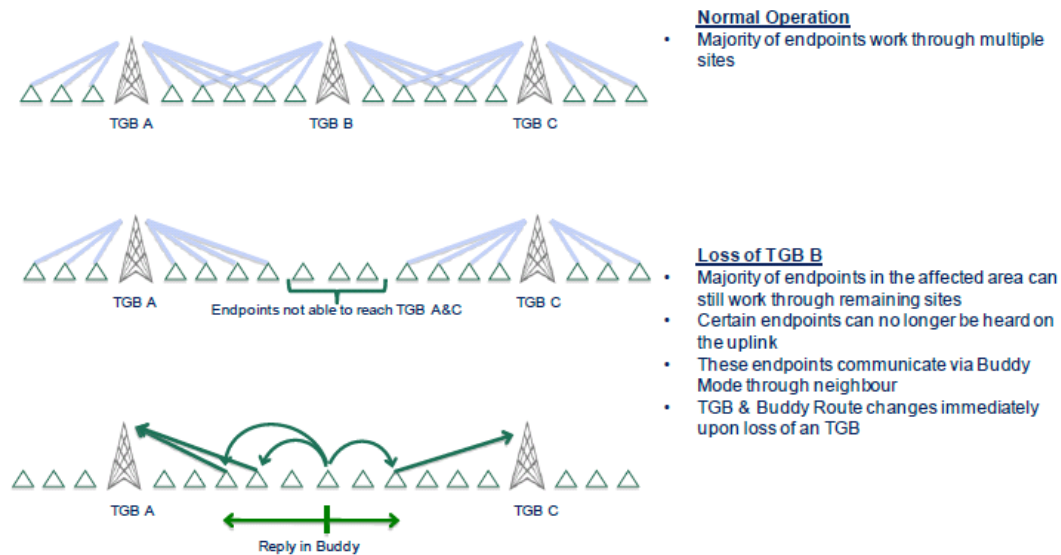 Normal Operation
• Majority of endpoints work through multiple
sites
TGB A
TGB B
TGB C
Loss of TGB B
• Majority of endpoints in the affected area can
still work through remaining sites
• Certain endpoints can no longer be heard on
the uplink
• These endpoints communicate via Buddy
Mode through neighbour
• TGB & Buddy Route changes immediately
upon loss of an TGB
TGB A
Endpoints not able to reach TGB A&C
TGB C
TGB A
TGB C
Reply in Buddy